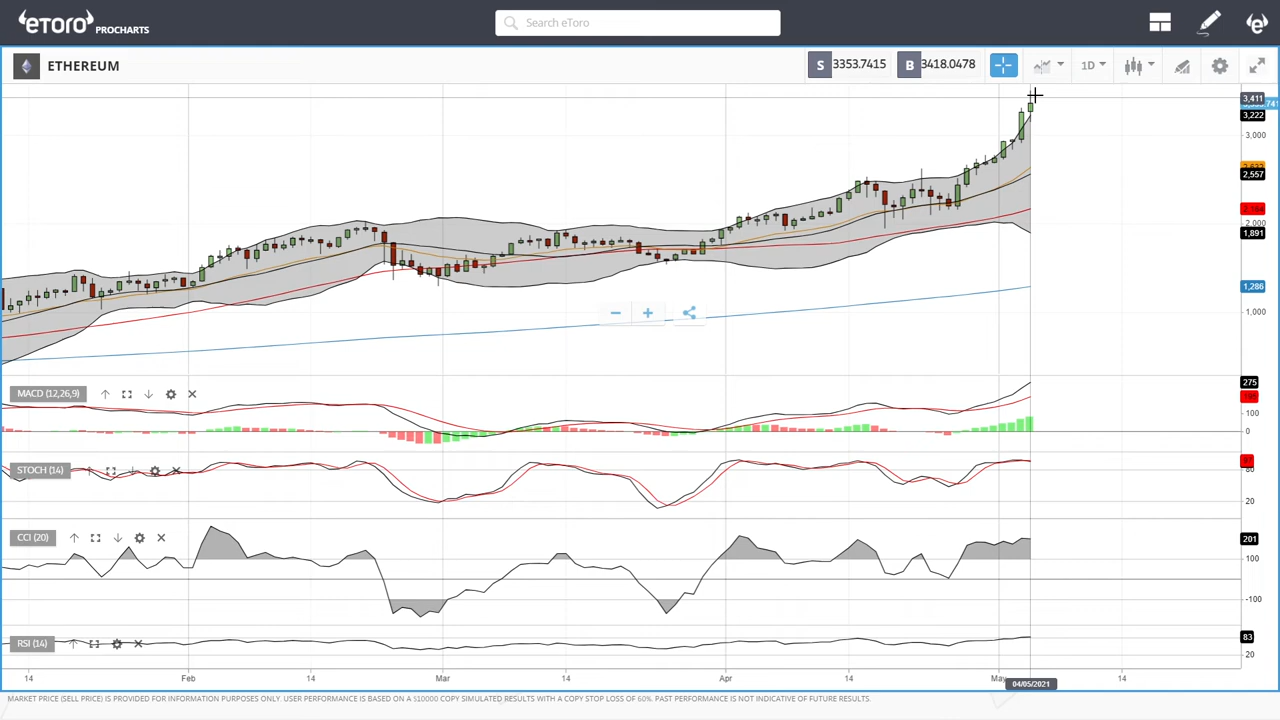 eToro PROCHARTS
Search eToro
ETHEREUM
S 3353.7415 B 3418.0478 1D
3,411
3,222
3,000
2,557
2,000
1,891
1,286
1,000
MACD (12,26,9)
275
100
0
STOCH (14)
80
20
CCI (20)
201
100
-100
RSI (14)
83
20
14 Feb 14 Mar 14 Apr 14 May 14
04/05/2021
MARKET PRICE (SELL PRICE) IS PROVIDED FOR INFORMATION PURPOSES ONLY. USER PERFORMANCE IS BASED ON A $10000 COPY SIMULATED RESULTS WITH A COPY STOP LOSS OF 60%. PAST PERFORMANCE IS NOT INDICATIVE OF FUTURE RESULTS.